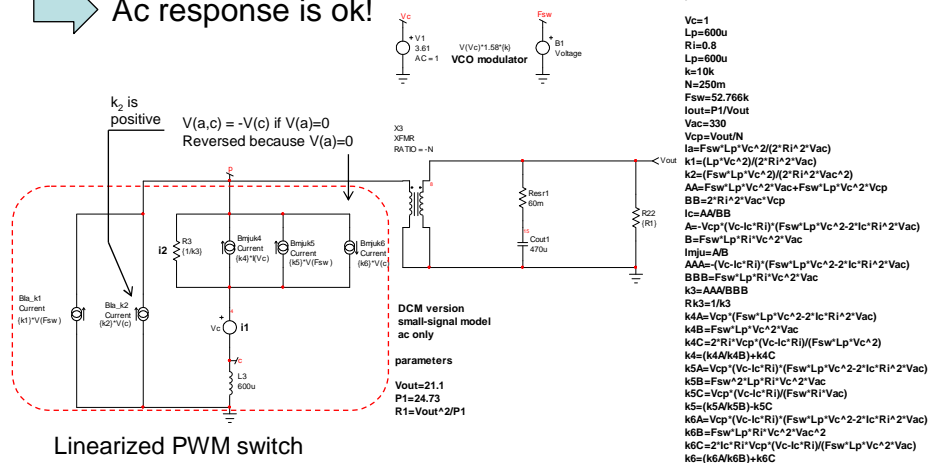 Ac response is ok!
Vc
V1
3.61
AC = 1
V(Vc)*1.58*{k}
VCO modulator
Fsw
B1
Voltage
k2 is
positive
V(a,c) = -V(c) if V(a)=0
Reversed because V(a)=0
p
R3
{1/k3}
i2
Bmjuk4
Current
{k4}*I(Vc)
Bmjuk5
Current
{k5}*V(Fsw)
Bmjuk6
Current
{k6}*V(c
Bla_k1
Current
{k1}*V(Fsw )
Bla_k2
Current
{k2}*V(c)
Vc
i1
c
L3
600u
Linearized PWM switch
X3
XFMR
RATIO = -N
Resr1
60m
Cout1
470u
Vout
R22
{R1}
DCM version
small-signal model
ac only
parameters
Vout=21.1
P1=24.73
R1=Vout^2/P1
Vc=1
Lp=600u
Ri=0.8
Lp=600u
k=10k
N=250m
Fsw=52.766k
Iout=P1/Vout
Vac=330
Vcp=Vout/N
Ia=Fsw*Lp*Vc^2/(2*Ri^2*Vac)
k1=(Lp*Vc^2)/(2*Ri^2*Vac)
k2=(Fsw*Lp*Vc^2)/(2*Ri^2*Vac^2)
AA=Fsw*Lp*Vc^2*Vac+Fsw*Lp*Vc^2*Vcp
BB=2*Ri^2*Vac*Vcp
Ic=AA/BB
A=-Vcp*(Vc-Ic*Ri)*(Fsw*Lp*Vc^2-2*Ic*Ri^2*Vac)
B=Fsw*Lp*Ri*Vc^2*Vac
Imju=A/B
AAA=-(Vc-Ic*Ri)*(Fsw*Lp*Vc^2-2*Ic*Ri^2*Vac)
BBB=Fsw*Lp*Ri*Vc^2*Vac
k3=AAA/BBB
Rk3=1/k3
k4A=Vcp*(Fsw*Lp*Vc^2-2*Ic*Ri^2*Vac)
k4B=Fsw*Lp*Vc^2*Vac
k4C=2*Ri*Vcp*(Vc-Ic*Ri)/(Fsw*Lp*Vc^2)
k4=(k4A/k4B)+k4C
k5A=Vcp*(Vc-Ic*Ri)*(Fsw*Lp*Vc^2-2*Ic*Ri^2*Vac)
k5B=Fsw^2*Lp*Ri*Vc^2*Vac
k5C=Vcp*(Vc-Ic*Ri)/(Fsw*Ri*Vac)
k5=(k5A/k5B)-k5C
k6A=Vcp*(Vc-Ic*Ri)*(Fsw*Lp*Vc^2-2*Ic*Ri^2*Vac)
k6B=Fsw*Lp*Ri*Vc^2*Vac^2
k6C=2*Ic*Ri*Vcp*(Vc-Ic*Ri)/(Fsw*Lp*Vc^2*Vac)
k6=(k6A/k6B)+k6C